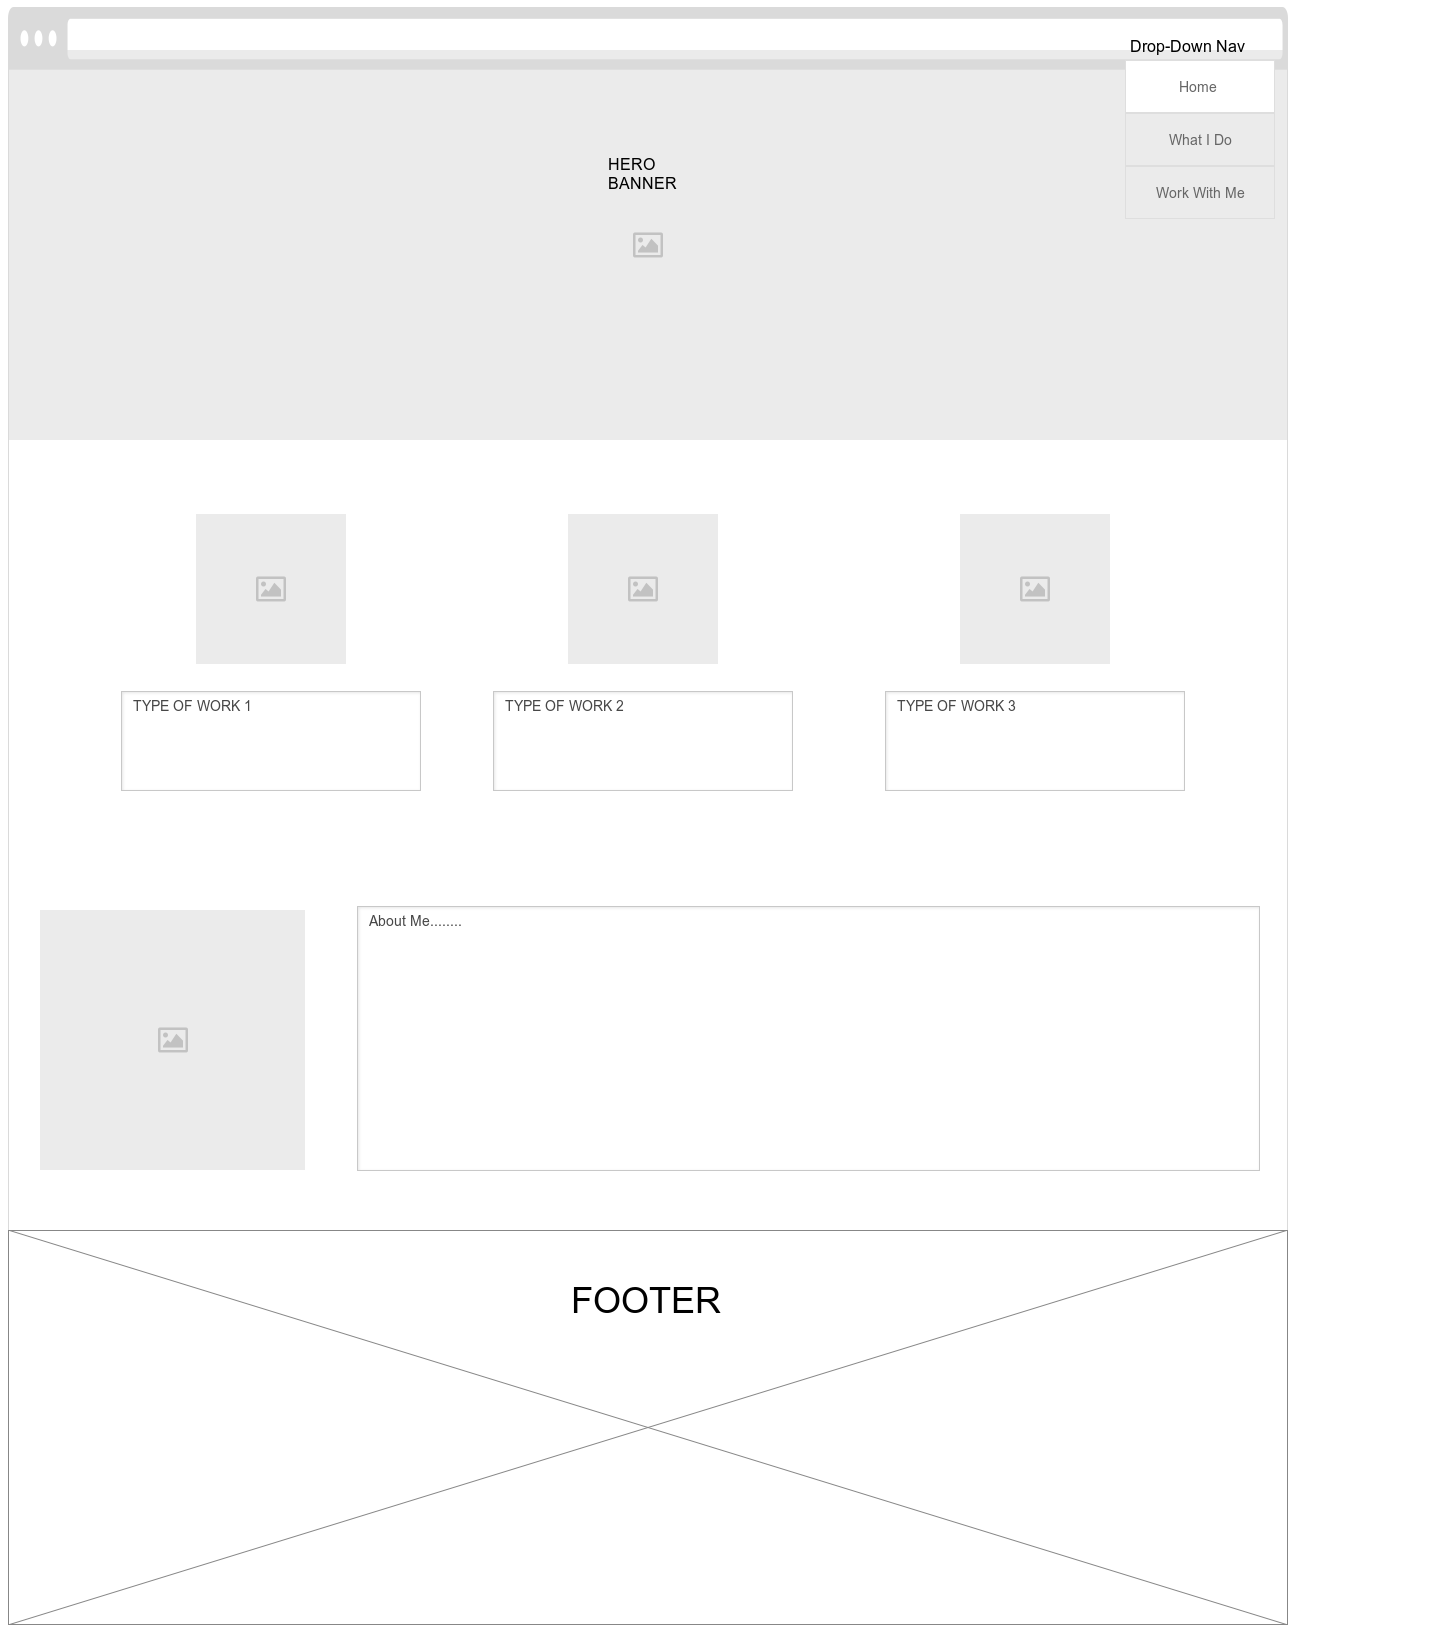 Drop-Down Nav
Home
What I Do
Work With Me
HERO
BANNER
TYPE OF WORK 1
TYPE OF WORK 2
TYPE OF WORK 3
About Me........
FOOTER